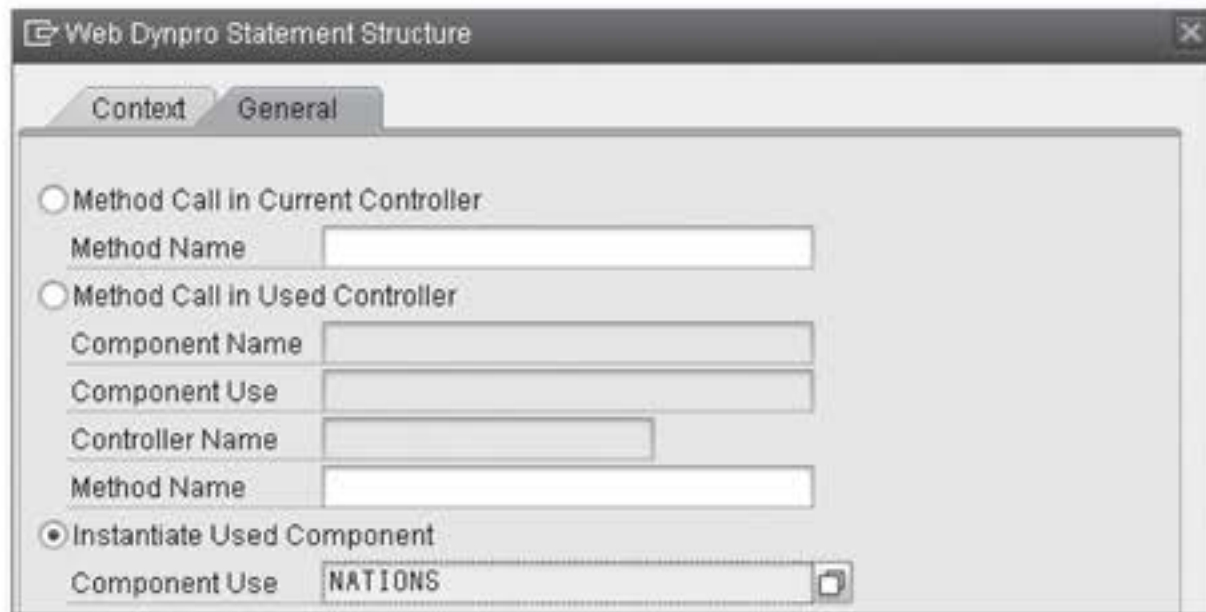 Web Dynpro Statement Structure
Context General
Method Call in Current Controller
Method Name
Method Call in Used Controller
Component Name
Component Use
Controller Name
Method Name
Instantiate Used Component
Component Use NATIONS